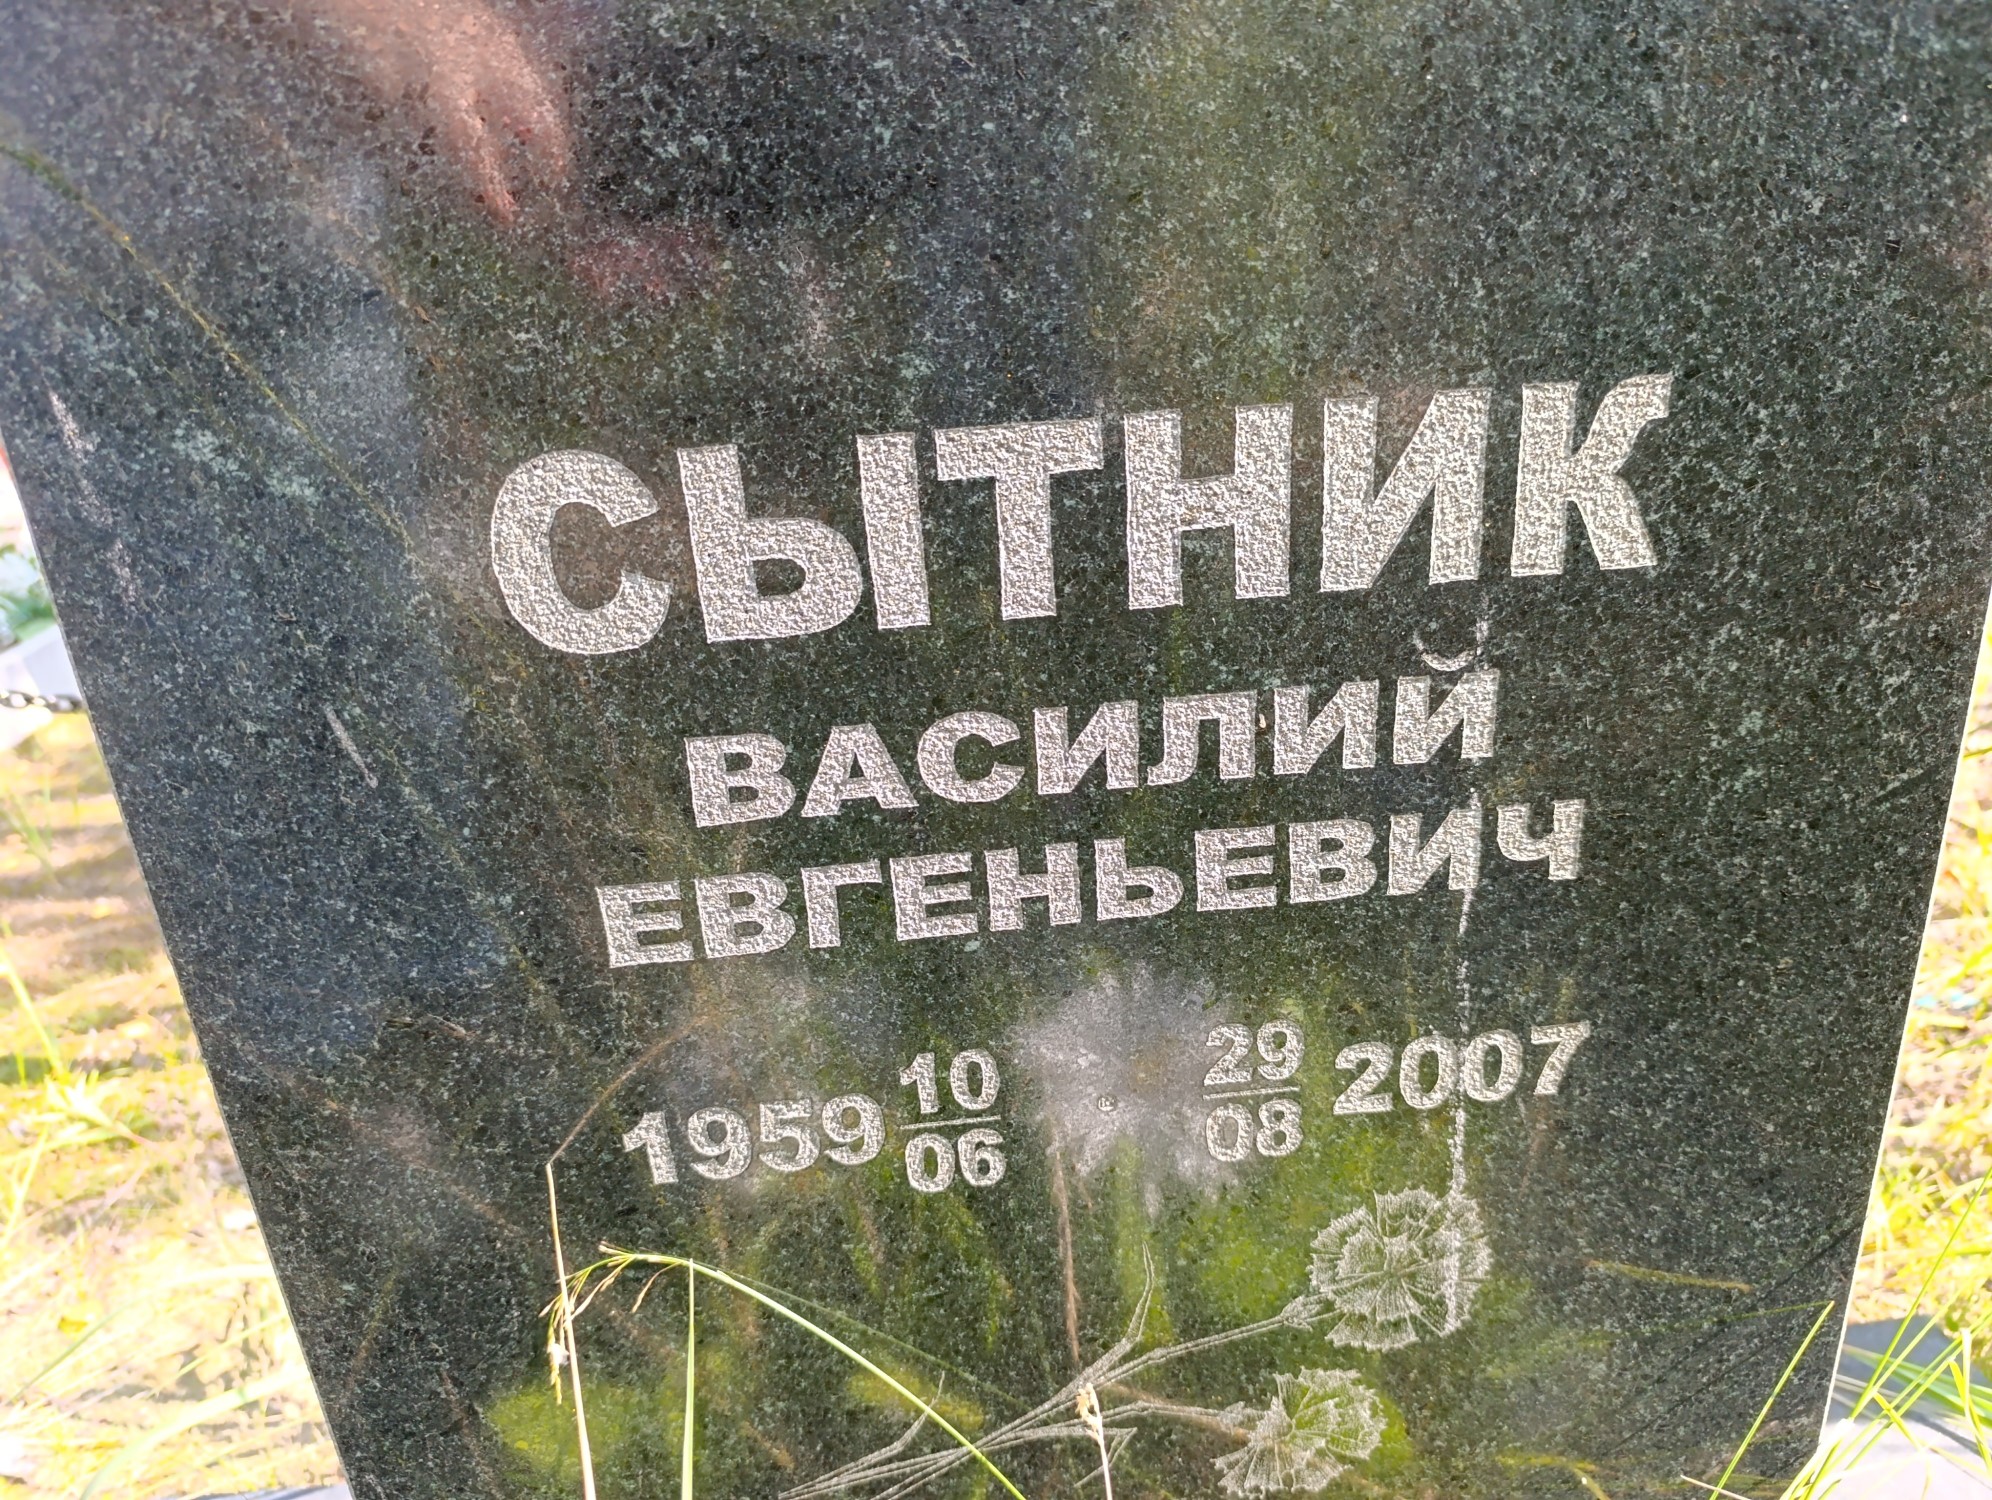 СЫТНИК
ВАСИЛИЙ
ЕВГЕНЬЕВИЧ
1959 10/06 - 29/08 2007